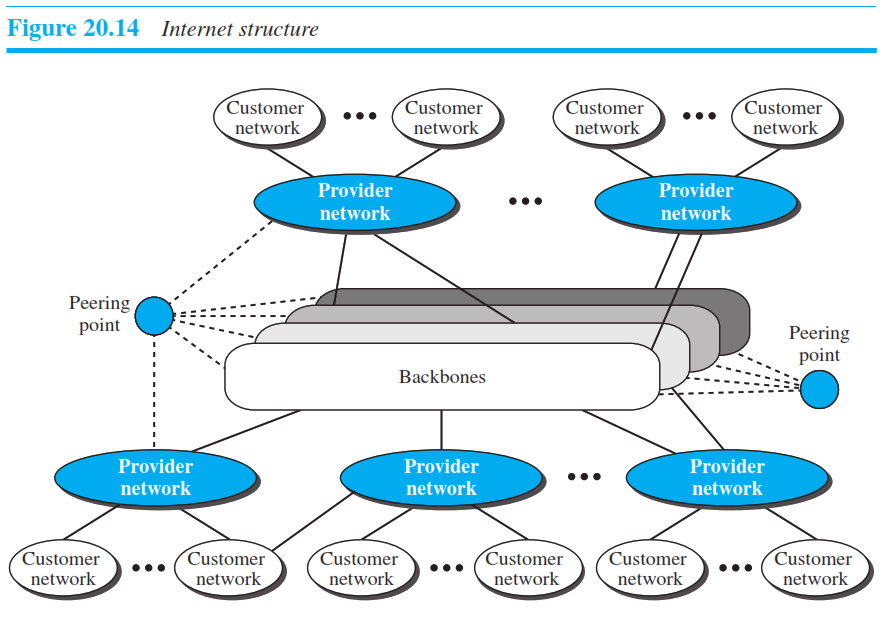 Figure 20.14 Internet structure
Customer
network
Customer
network
Customer
network
Customer
network
Provider
network
Provider
network
Peering
point
Peering
point
Backbones
Provider
network
Provider
network
Provider
network
Customer
network
Customer
network
Customer
network
Customer
network
Customer
network
Customer
network